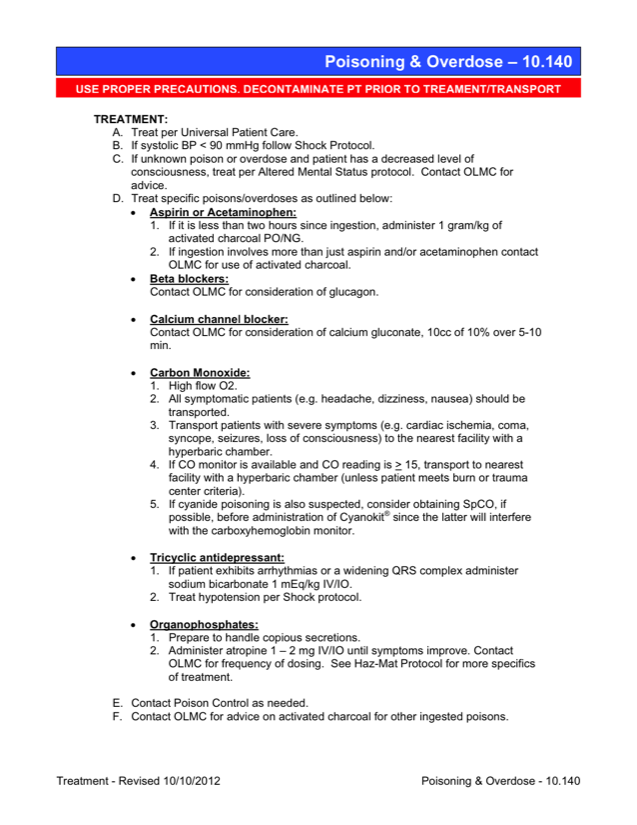 Poisoning & Overdose – 10.140
USE PROPER PRECAUTIONS. DECONTAMINATE PT PRIOR TO TREAMENT/TRANSPORT
TREATMENT:
A. Treat per Universal Patient Care.
B. If systolic BP < 90 mmHg follow Shock Protocol.
C. If unknown poison or overdose and patient has a decreased level of
consciousness, treat per Altered Mental Status protocol. Contact OLMC for
advice.
D. Treat specific poisons/overdoses as outlined below:
• Aspirin or Acetaminophen:
1. If it is less than two hours since ingestion, administer 1 gram/kg of
activated charcoal PO/NG.
2. If ingestion involves more than just aspirin and/or acetaminophen contact
OLMC for use of activated charcoal.
• Beta blockers:
Contact OLMC for consideration of glucagon.
• Calcium channel blocker:
Contact OLMC for consideration of calcium gluconate, 10cc of 10% over 5-10
min.
• Carbon Monoxide:
1. High flow O2.
2. All symptomatic patients (e.g. headache, dizziness, nausea) should be
transported.
3. Transport patients with severe symptoms (e.g. cardiac ischemia, coma,
syncope, seizures, loss of consciousness) to the nearest facility with a
hyperbaric chamber.
4. If CO monitor is available and CO reading is ≥ 15, transport to nearest
facility with a hyperbaric chamber (unless patient meets burn or trauma
center criteria).
5. If cyanide poisoning is also suspected, consider obtaining SpCO, if
possible, before administration of Cyanokit® since the latter will interfere
with the carboxyhemoglobin monitor.
• Tricyclic antidepressant:
1. If patient exhibits arrhythmias or a widening QRS complex administer
sodium bicarbonate 1 mEq/kg IV/IO.
2. Treat hypotension per Shock protocol.
• Organophosphates:
1. Prepare to handle copious secretions.
2. Administer atropine 1 – 2 mg IV/IO until symptoms improve. Contact
OLMC for frequency of dosing. See Haz-Mat Protocol for more specifics
of treatment.
E. Contact Poison Control as needed.
F. Contact OLMC for advice on activated charcoal for other ingested poisons.
Treatment - Revised 10/10/2012 Poisoning & Overdose - 10.140